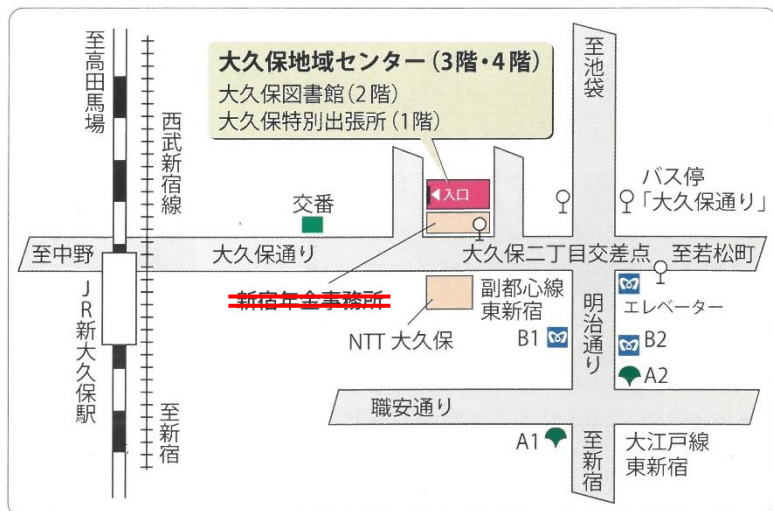 至高田馬場
西武新宿線
大久保地域センター(3階・4階)
大久保図書館(2階)
大久保特別出張所(1階)
至池袋
入口
交番
バス停
「大久保通り」
至中野
大久保通り
大久保二丁目交差点
至若松町
新宿年金事務所
NTT 大久保
副都心線
東新宿
エレベーター
B1
B2
明治通り
A2
JR新大久保駅
至新宿
職安通り
A1
至新宿
大江戸線
東新宿